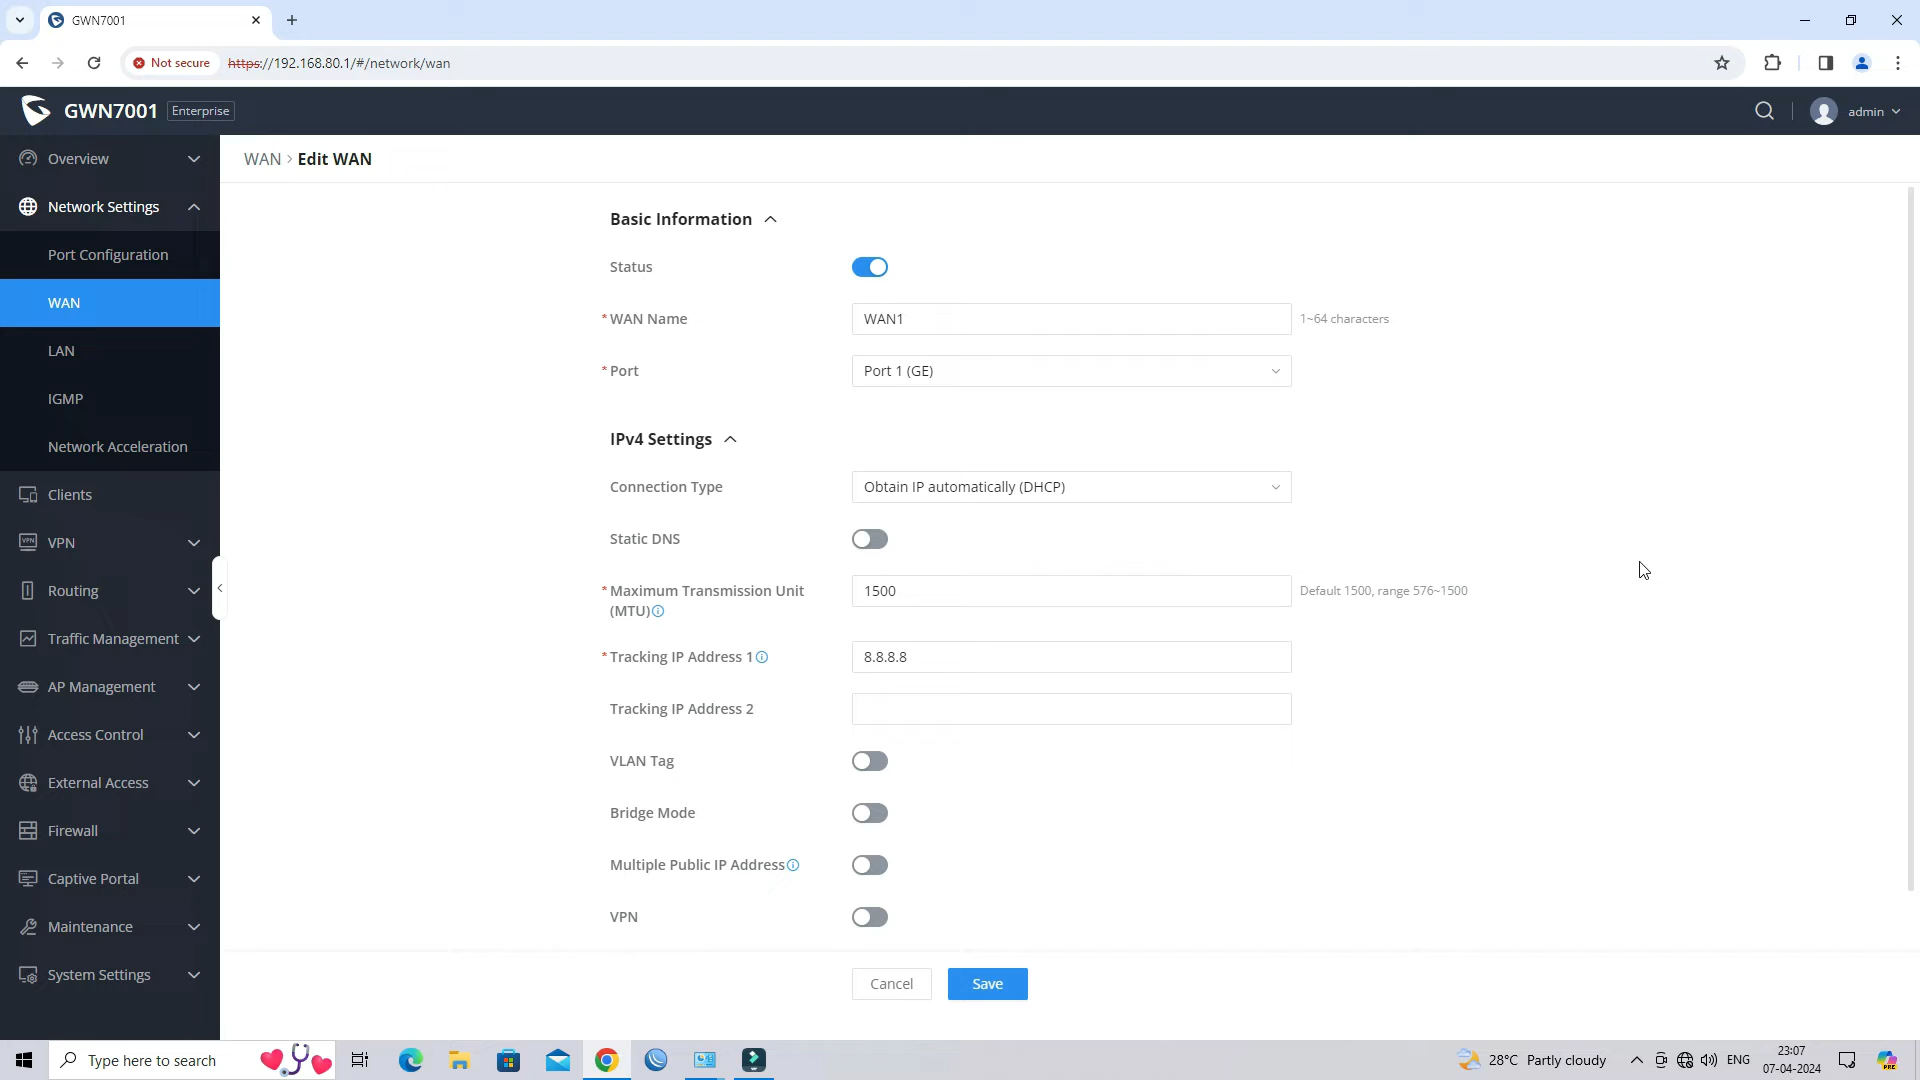 GWN7001
Not secure
https://192.168.80.1/#/network/wan
GWN7001
Enterprise
admin
Overview
Network Settings
Port Configuration
WAN
LAN
IGMP
Network Acceleration
Clients
VPN
VPN
Routing
Traffic Management
AP Management
Access Control
External Access
Firewall
Captive Portal
Maintenance
System Settings
WAN > Edit WAN
Basic Information
Status
*WAN Name
WAN1
1~64 characters
*Port
Port 1 (GE)
IPv4 Settings
Connection Type
Obtain IP automatically (DHCP)
Static DNS
*Maximum Transmission Unit
(MTU)
1500
Default 1500, range 576~1500
*Tracking IP Address 1
8.8.8.8
Tracking IP Address 2
VLAN Tag
Bridge Mode
Multiple Public IP Address
VPN
Cancel
Save
Type here to search
28°C Partly cloudy
ENG
23:07
07-04-2024
PRE